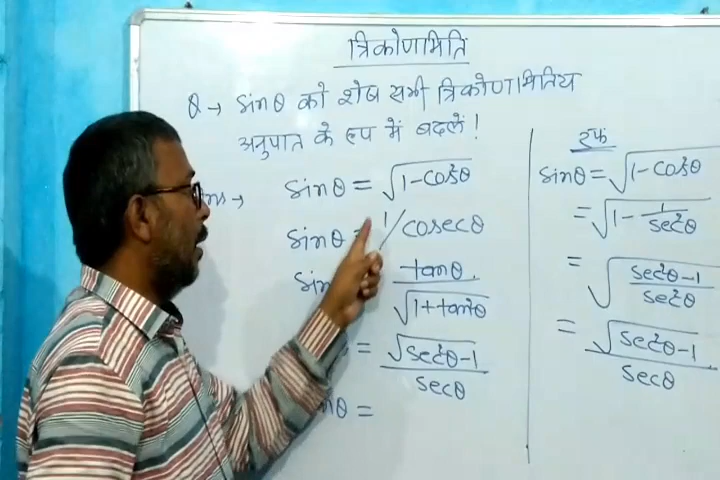 त्रिकोणमिति
Q → sinθ को शेष सभी त्रिकोणमितिय
अनुपात के रूप में बदलें !
Ans → sinθ = √(1-cos²θ)
sinθ = 1/cosecθ
sinθ = tanθ/√(1+tan²θ)
= √(sec²θ-1)/secθ
sinθ =
रफ
sinθ = √(1-cos²θ)
= √(1-1/sec²θ)
= √((sec²θ-1)/sec²θ)
= √(sec²θ-1)/secθ